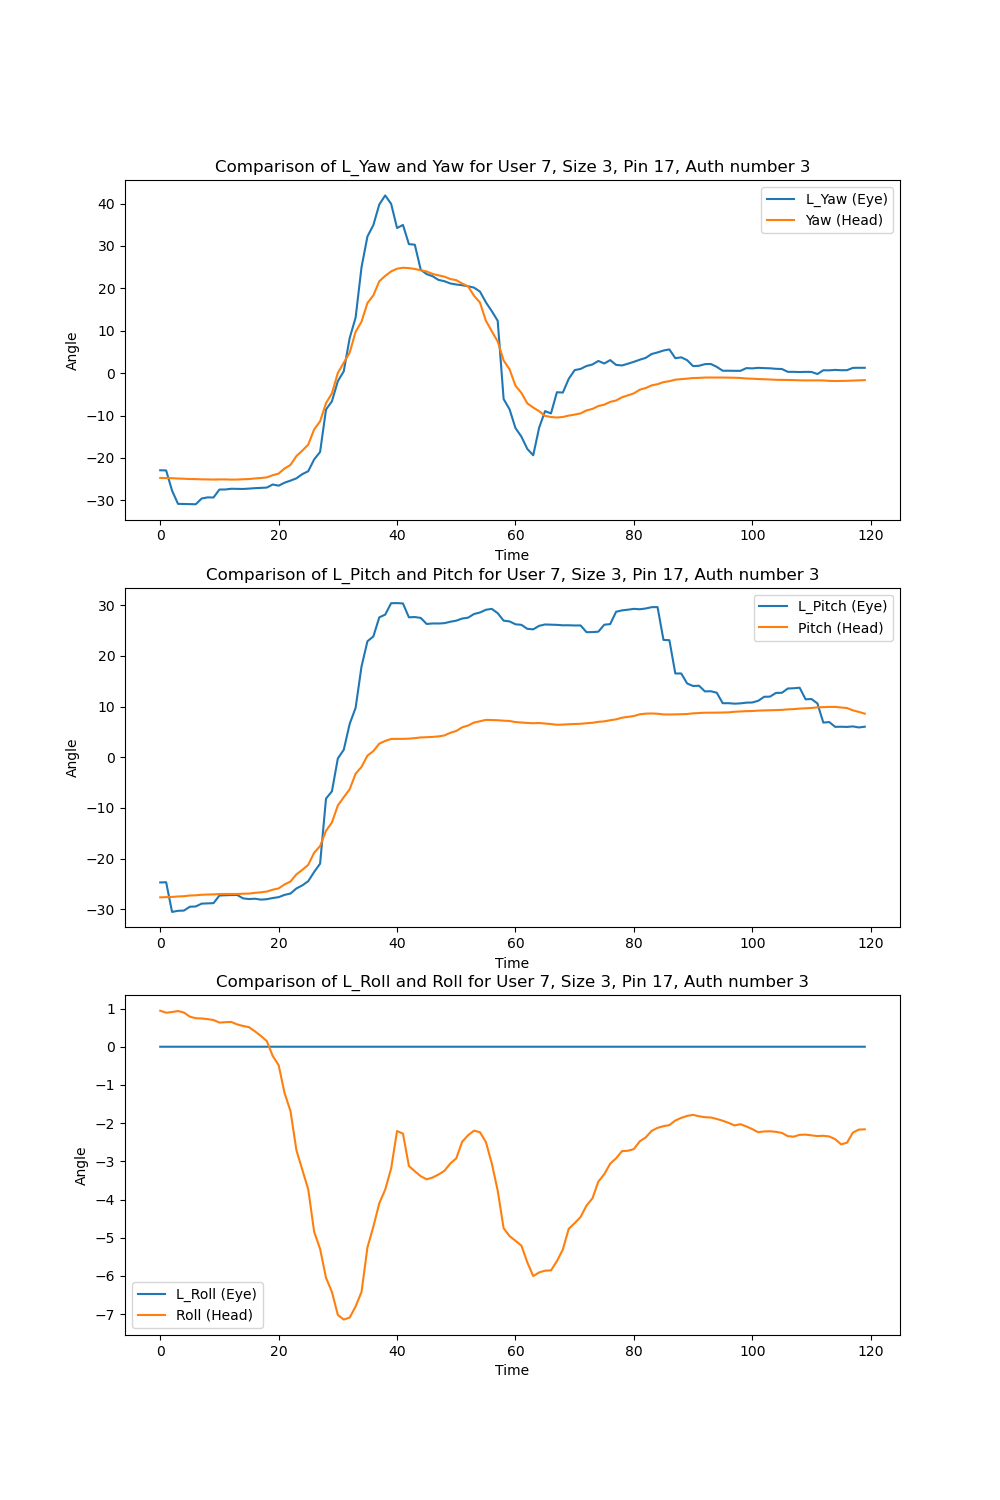 Comparison of L_Yaw and Yaw for User 7, Size 3, Pin 17, Auth number 3
L_Yaw (Eye)
Yaw (Head)
40
30
20
10
0
−10
−20
−30
Angle
0 20 40 60 80 100 120
Time
Comparison of L_Pitch and Pitch for User 7, Size 3, Pin 17, Auth number 3
L_Pitch (Eye)
Pitch (Head)
30
20
10
0
−10
−20
−30
Angle
0 20 40 60 80 100 120
Time
Comparison of L_Roll and Roll for User 7, Size 3, Pin 17, Auth number 3
1
0
−1
−2
−3
−4
−5
−6
−7
Angle
L_Roll (Eye)
Roll (Head)
0 20 40 60 80 100 120
Time